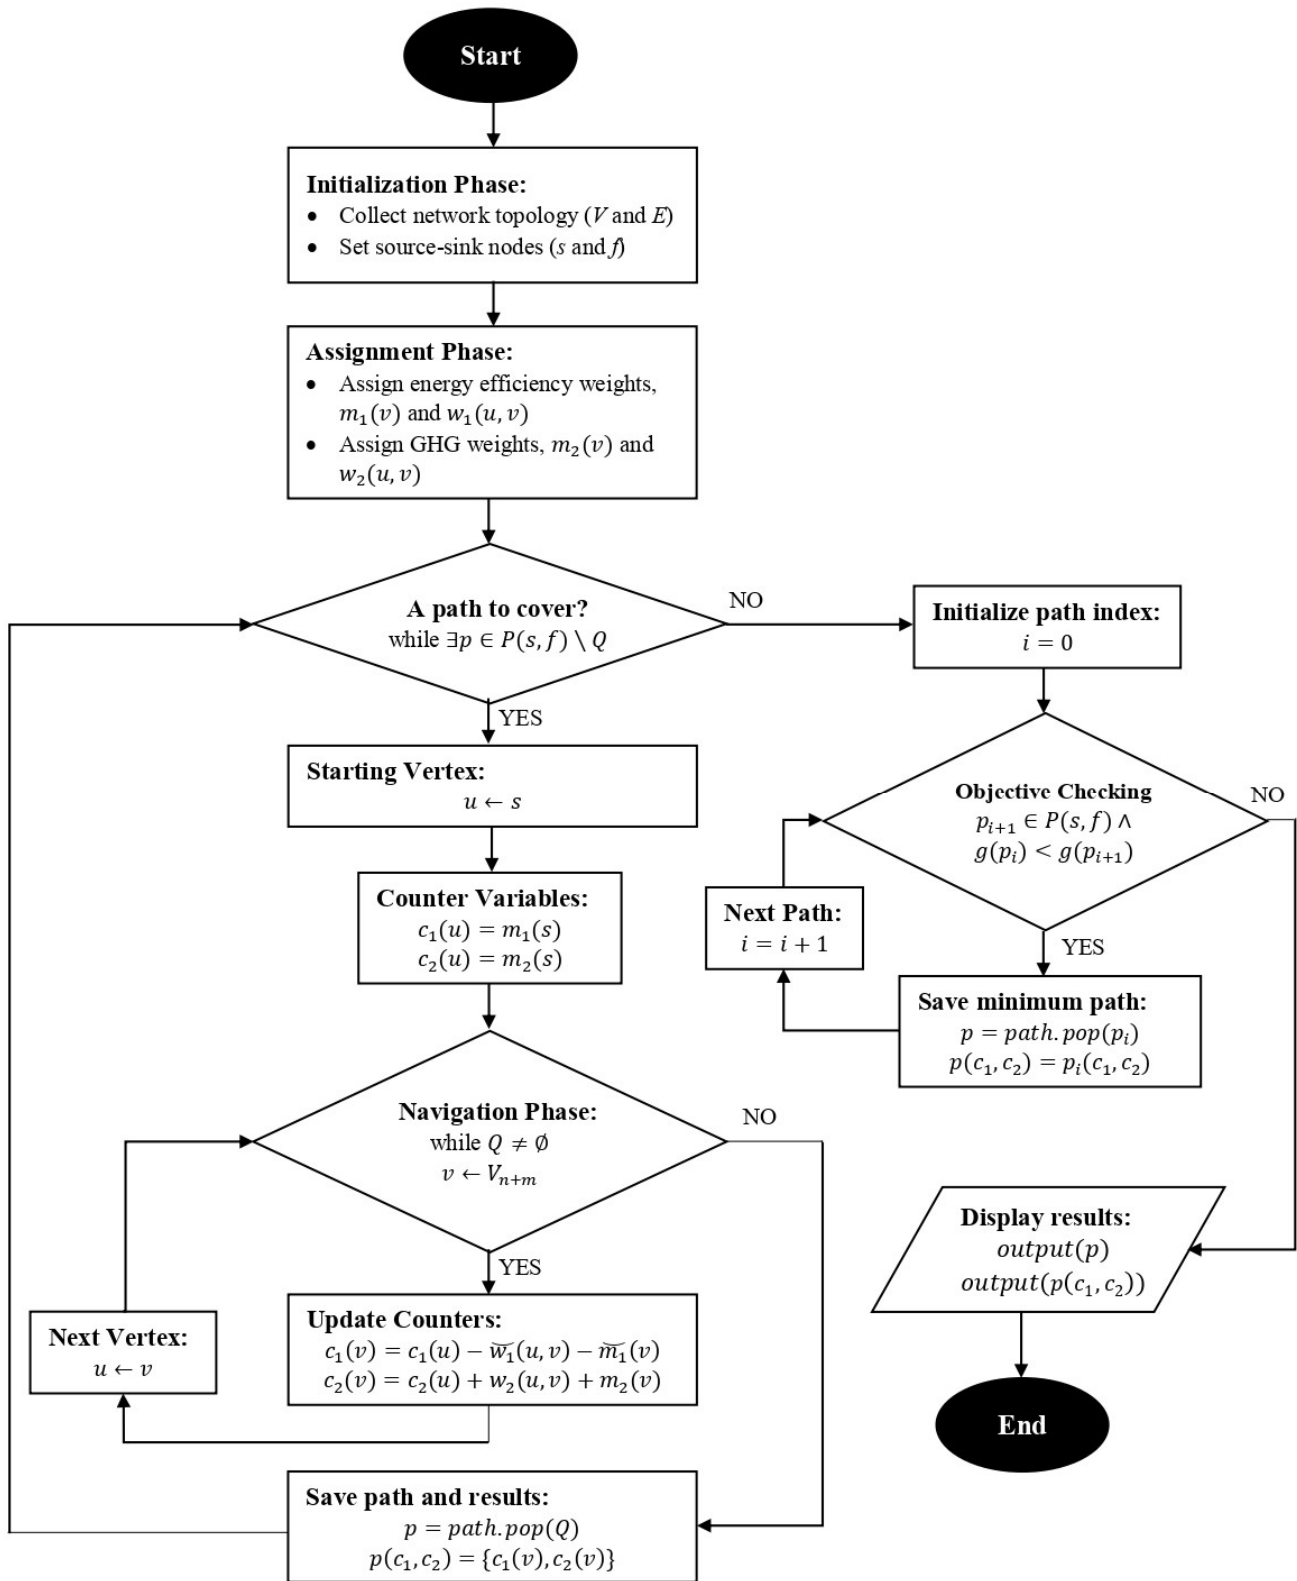 Start
Initialization Phase:
• Collect network topology (V and E)
• Set source-sink nodes (s and f)
Assignment Phase:
• Assign energy efficiency weights,
m₁(v) and w₁(u, v)
• Assign GHG weights, m₂(v) and
w₂(u, v)
A path to cover?
while ∃p ∈ P(s, f) \ Q
NO
YES
Starting Vertex:
u ← s
Counter Variables:
c₁(u) = m₁(s)
c₂(u) = m₂(s)
Navigation Phase:
while Q ≠ ∅
v ← Vₙ₊ₘ
NO
YES
Update Counters:
c₁(v) = c₁(u) − w̆₁(u, v) − m̆₁(v)
c₂(v) = c₂(u) + w₂(u, v) + m₂(v)
Next Vertex:
u ← v
Save path and results:
p = path.pop(Q)
p(c₁, c₂) = {c₁(v), c₂(v)}
Initialize path index:
i = 0
Objective Checking
pᵢ₊₁ ∈ P(s, f) ∧
g(pᵢ) < g(pᵢ₊₁)
NO
YES
Next Path:
i = i + 1
Save minimum path:
p = path.pop(pᵢ)
p(c₁, c₂) = pᵢ(c₁, c₂)
Display results:
output(p)
output(p(c₁, c₂))
End